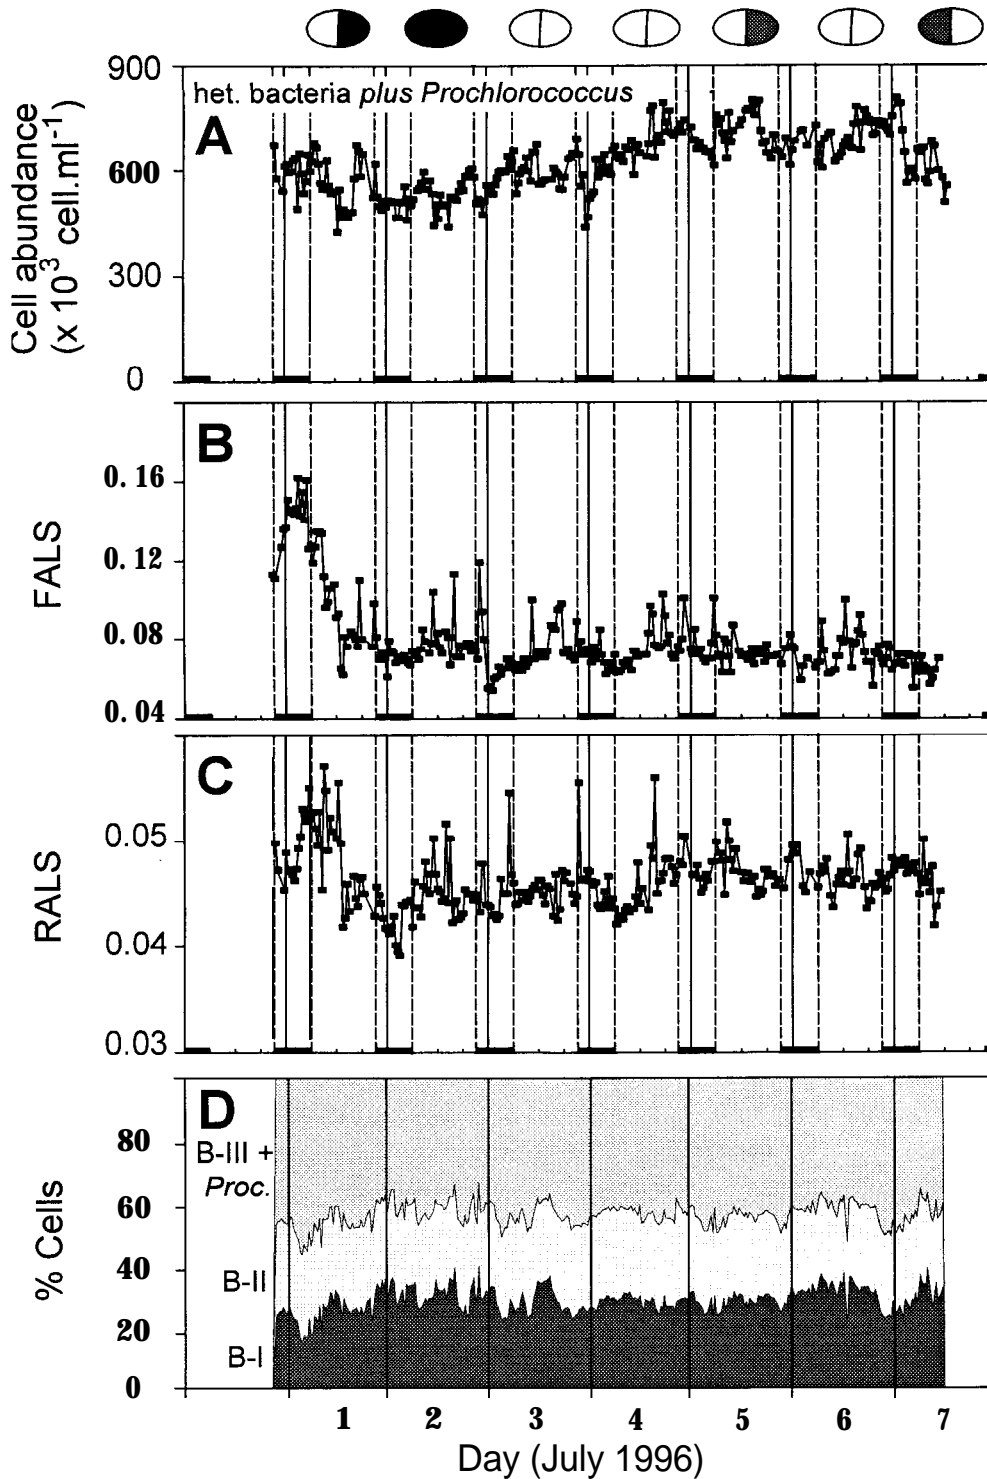 900
het. bacteria plus Prochlorococcus
A
600
300
0
Cell abundance
(x 10³ cell.ml⁻¹)
B
0. 16
0.12
0.08
0. 04
FALS
C
0.05
0.04
0.03
RALS
D
80
B-III +
Proc.
60
40
B-II
20
B-I
0
% Cells
1 2 3 4 5 6 7
Day (July 1996)